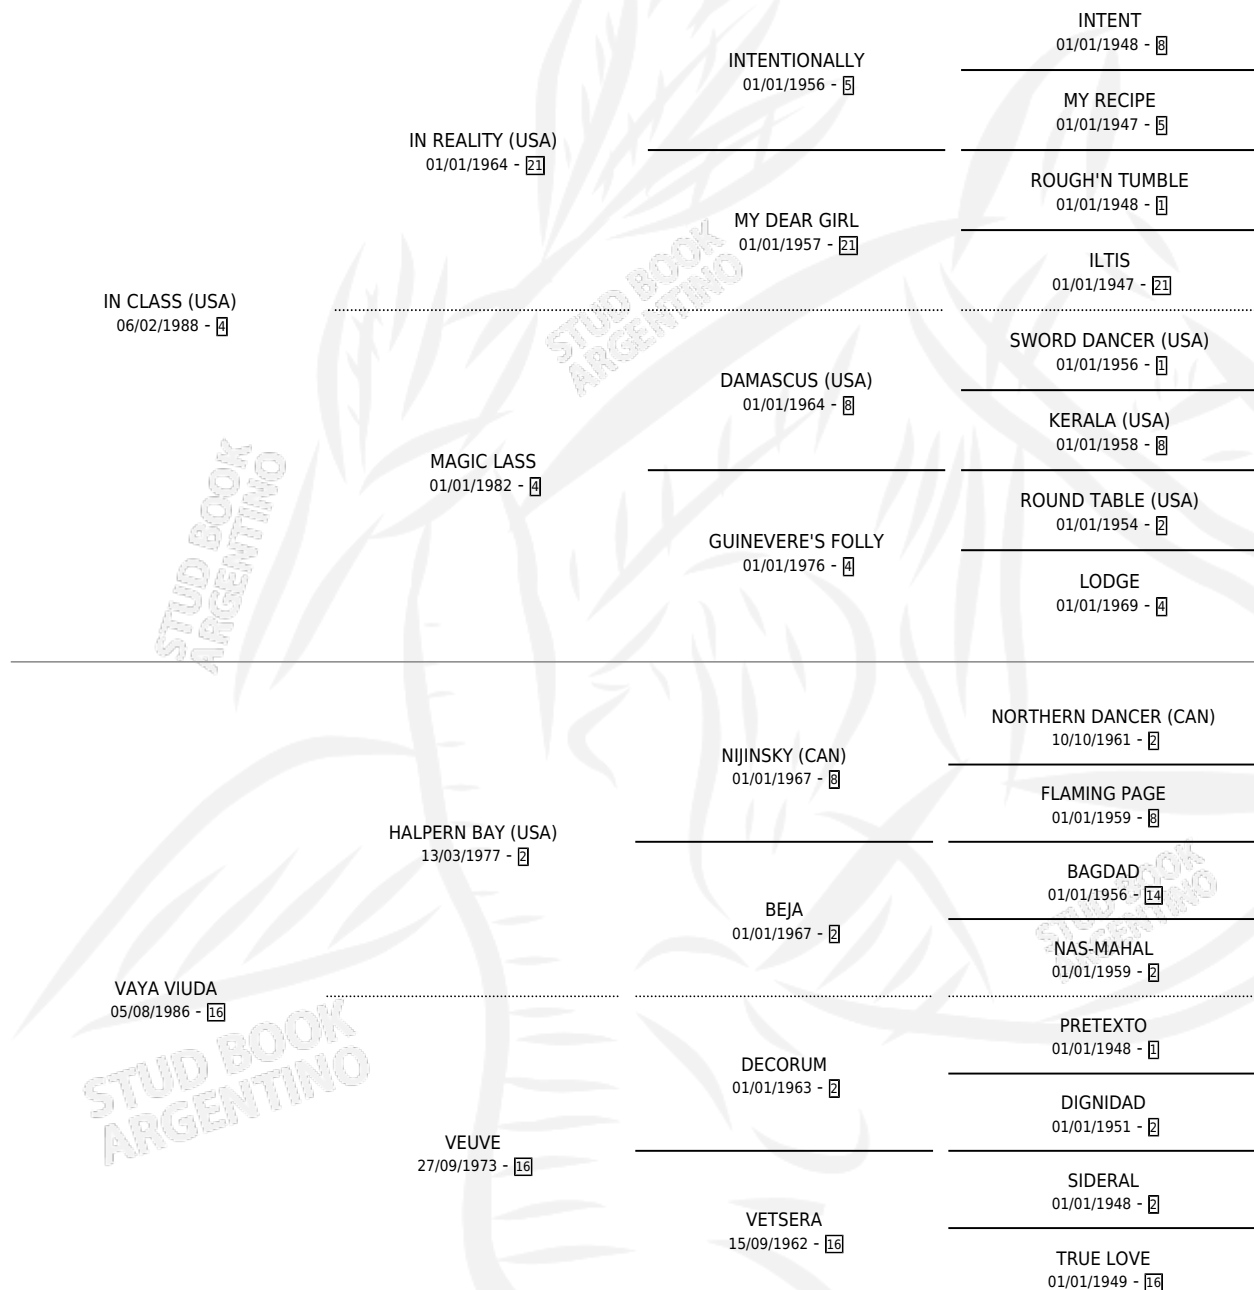 INTENT
01/01/1948 - 8
INTENTIONALLY
01/01/1956 - 5
MY RECIPE
01/01/1947 - 5
IN REALITY (USA)
01/01/1964 - 21
ROUGH'N TUMBLE
01/01/1948 - 1
MY DEAR GIRL
01/01/1957 - 21
ILTIS
01/01/1947 - 21
IN CLASS (USA)
06/02/1988 - 4
STUD BOOK
ARGENTINO
SWORD DANCER (USA)
01/01/1956 - 1
DAMASCUS (USA)
01/01/1964 - 8
KERALA (USA)
01/01/1958 - 8
MAGIC LASS
01/01/1982 - 4
ROUND TABLE (USA)
01/01/1954 - 2
GUINEVERE'S FOLLY
01/01/1976 - 4
LODGE
01/01/1969 - 4
STUD BOOK
ARGENTINO
NORTHERN DANCER (CAN)
10/10/1961 - 2
NIJINSKY (CAN)
01/01/1967 - 8
FLAMING PAGE
01/01/1959 - 8
HALPERN BAY (USA)
13/03/1977 - 2
BAGDAD
01/01/1956 - 14
BEJA
01/01/1967 - 2
STUD BOOK
ARGENTINO
NAS-MAHAL
01/01/1959 - 2
VAYA VIUDA
05/08/1986 - 16
STUD BOOK
ARGENTINO
PRETEXTO
01/01/1948 - 1
DECORUM
01/01/1963 - 2
DIGNIDAD
01/01/1951 - 2
VEUVE
27/09/1973 - 16
SIDERAL
01/01/1948 - 2
VETSERA
15/09/1962 - 16
TRUE LOVE
01/01/1949 - 16